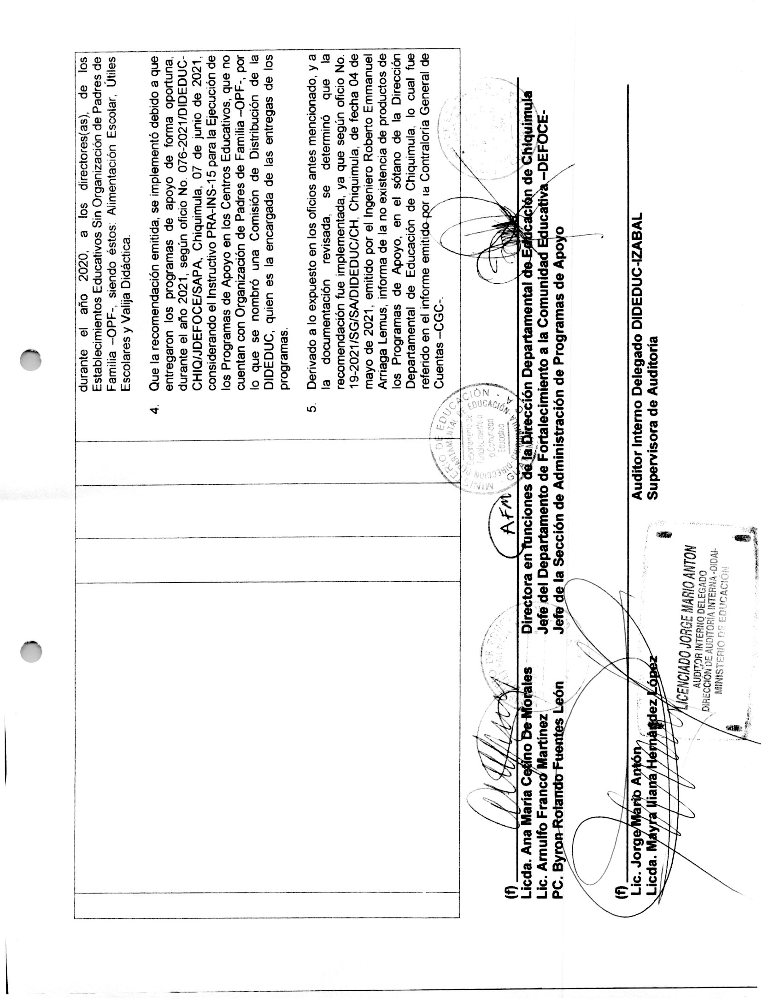 durante el año 2020, a los directores(as), de los
Establecimientos Educativos Sin Organización de Padres de
Familia –OPF-, siendo éstos: Alimentación Escolar, Útiles
Escolares y Valija Didáctica.
4. Que la recomendación emitida, se implementó debido a que
entregaron los programas de apoyo de forma oportuna,
durante el año 2021, según oficio No. 076-2021/DIDEDUC-
CHIQ/JDEFOCE/SAPA, Chiquimula, 07 de junio de 2021,
considerando el Instructivo PRA-INS-15 para la Ejecución de
los Programas de Apoyo en los Centros Educativos, que no
cuentan con Organización de Padres de Familia –OPF-, por
lo que se nombró una Comisión de Distribución de la
DIDEDUC, quien es la encargada de las entregas de los
programas.
5. Derivado a lo expuesto en los oficios antes mencionado, y a
la documentación revisada, se determinó que la
recomendación fue implementada, ya que según oficio No.
19-2021/SG/SA/DIDEDUC/CH, Chiquimula, de fecha 04 de
mayo de 2021, emitido por el Ingeniero Roberto Emmanuel
Arriaga Lemus, informa de la no existencia de productos de
los Programas de Apoyo, en el sótano de la Dirección
Departamental de Educación de Chiquimula, lo cual fue
referido en el informe emitido por la Contraloría General de
Cuentas –CGC-.
MINISTERIO DE EDUCACIÓN
DIRECCIÓN DEPARTAMENTAL DE EDUCACIÓN
Departamento de
Fortalecimiento a
la Comunidad
Educativa
AFM
(f)
Licda. Ana María Cetino De Morales Directora en funciones de la Dirección Departamental de Educación de Chiquimula
Lic. Arnulfo Franco Martínez Jefe del Departamento de Fortalecimiento a la Comunidad Educativa –DEFOCE-
PC. Byron Rolando Fuentes León Jefe de la Sección de Administración de Programas de Apoyo
(f)
Lic. Jorge Mario Antón Auditor Interno Delegado DIDEDUC-IZABAL
Licda. Mayra Iliana Hernández López Supervisora de Auditoría
LICENCIADO JORGE MARIO ANTON
AUDITOR INTERNO DELEGADO
DIRECCIÓN DE AUDITORÍA INTERNA -DIDAI-
MINISTERIO DE EDUCACIÓN